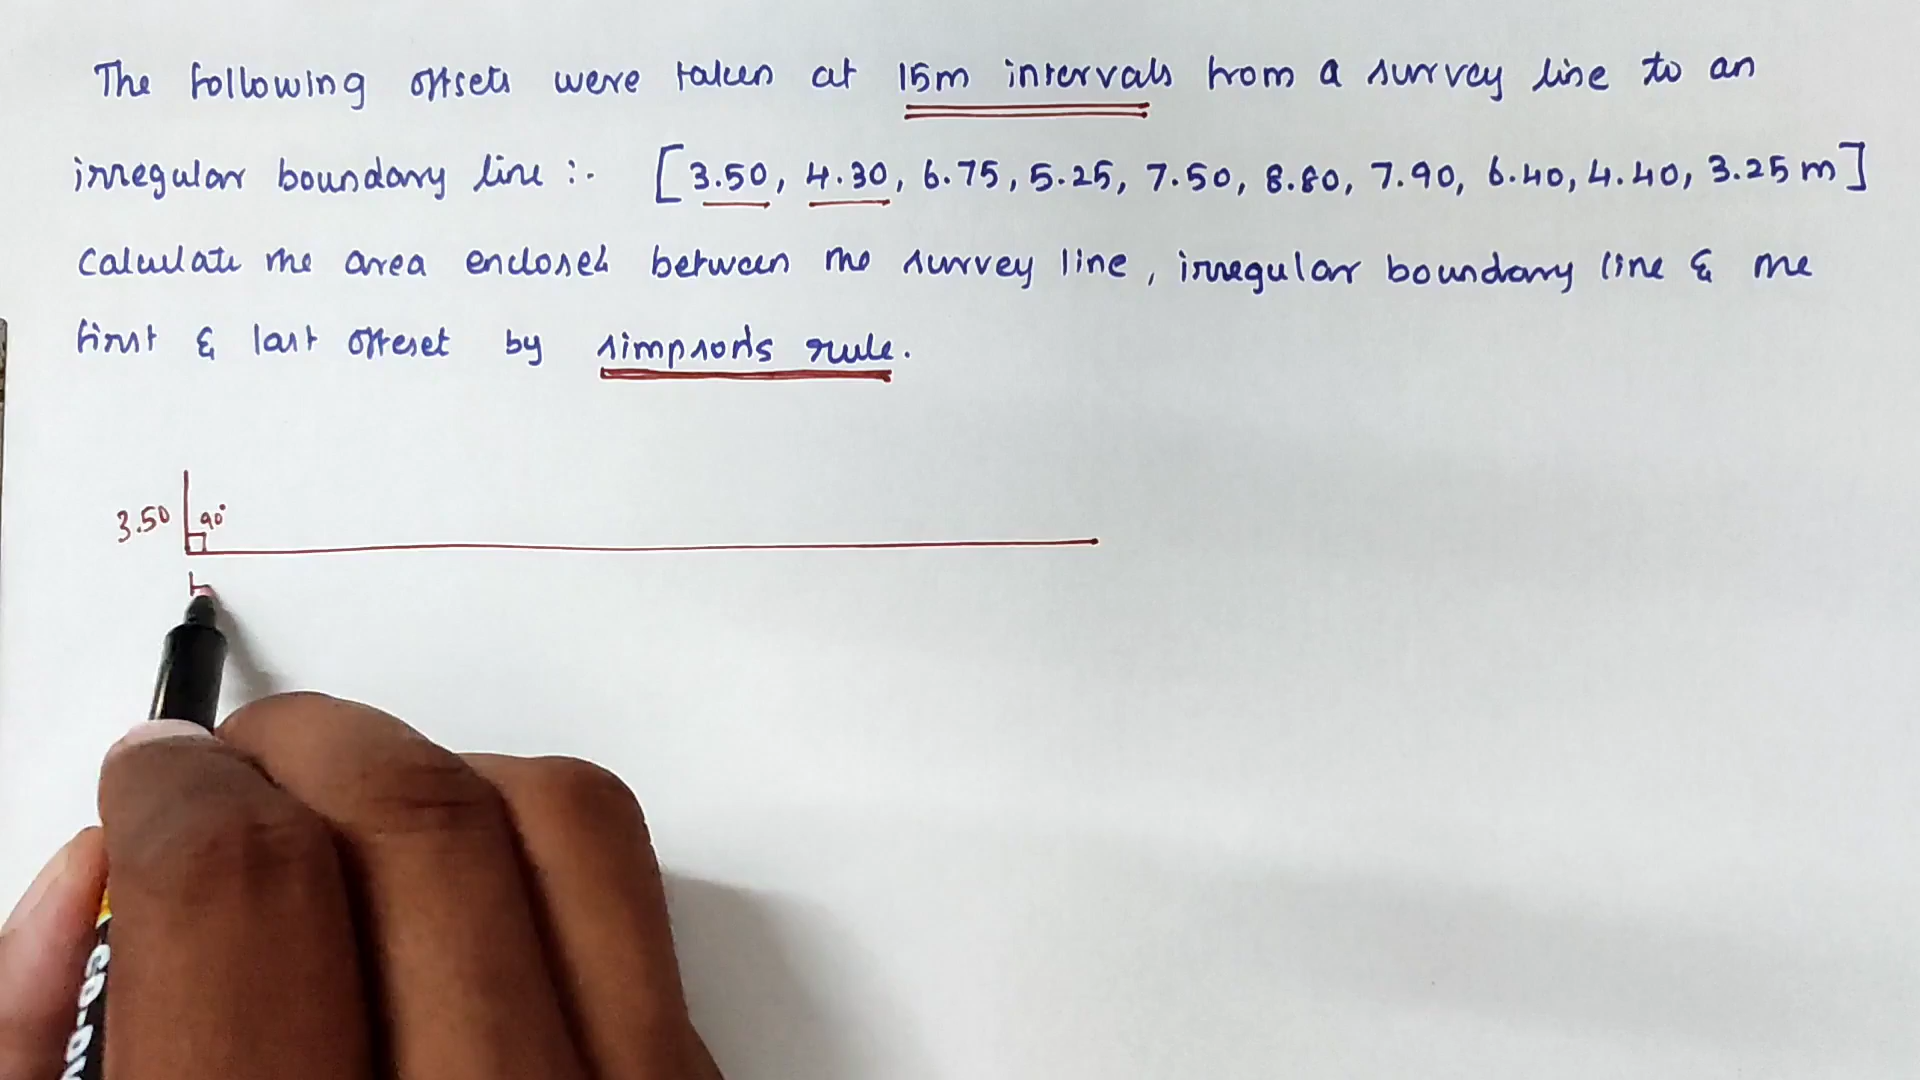 The following offsets were taken at 15m intervals from a survey line to an
irregular boundary line :- [3.50, 4.30, 6.75, 5.25, 7.50, 8.80, 7.90, 6.40, 4.40, 3.25 m]
Calculate the area enclosed between the survey line, irregular boundary line & the
first & last offeset by simpson's rule.
3.50 90°